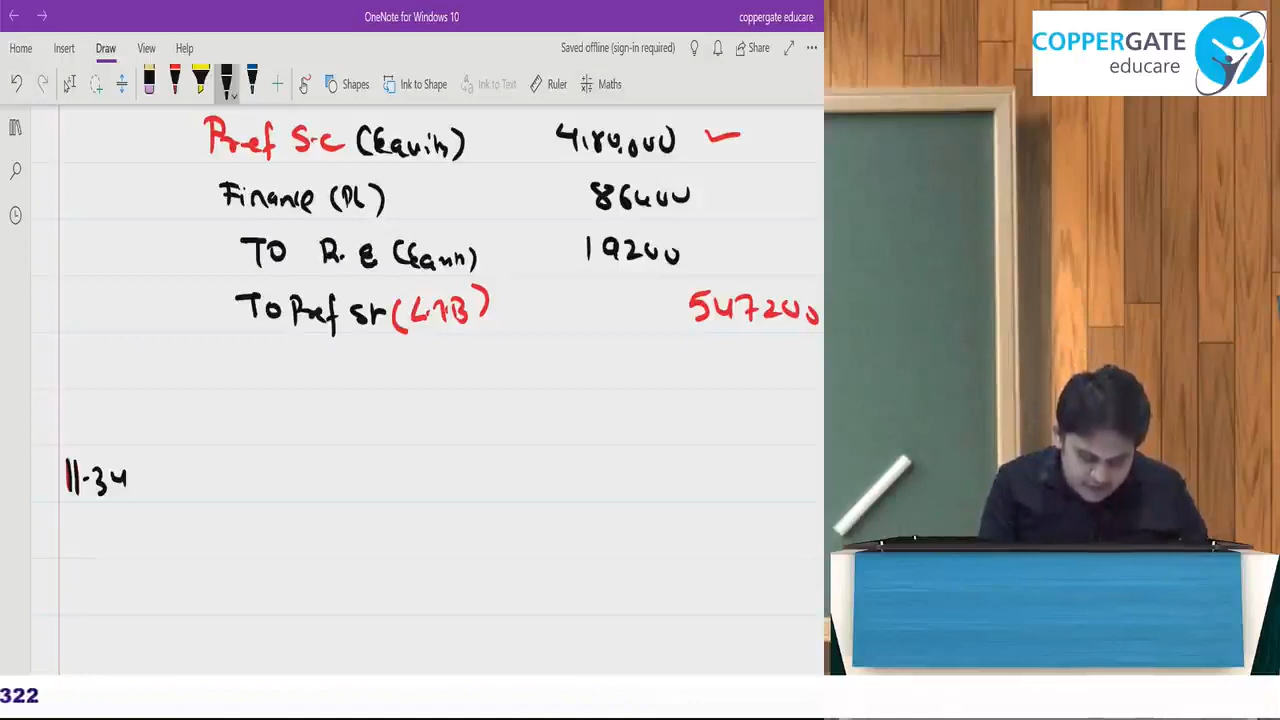 OneNote for Windows 10
coppergate educare
Home Insert Draw View Help
Saved offline (sign-in required)
Share
Shapes
Ink to Shape
Ink to Text
Ruler
Maths
COPPERGATE
educare
Pref S.C (Equity) 4,80,000
Finance (PL) 86400
TO R.E (Equity) 19200
TO Pref Sr (LTB) 547200
11.34
322